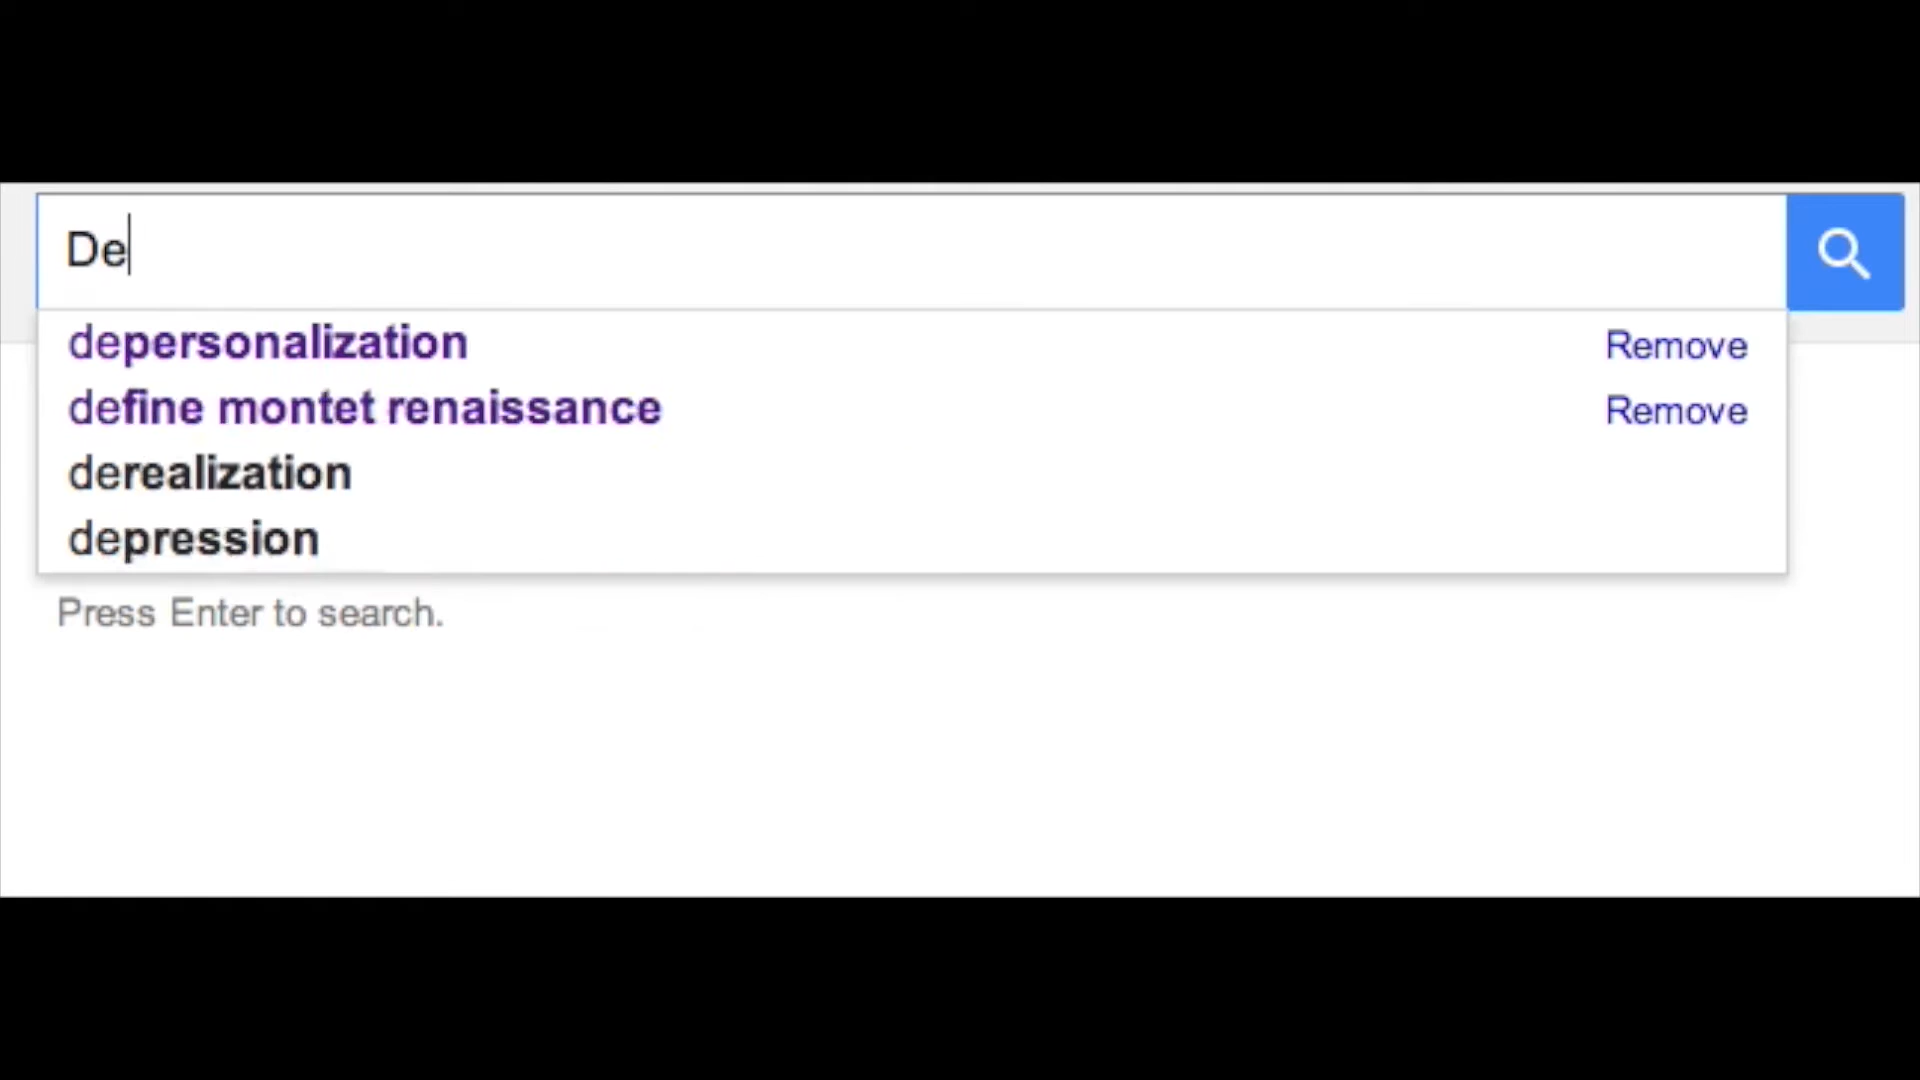 De
depersonalization Remove
define montet renaissance Remove
derealization
depression
Press Enter to search.